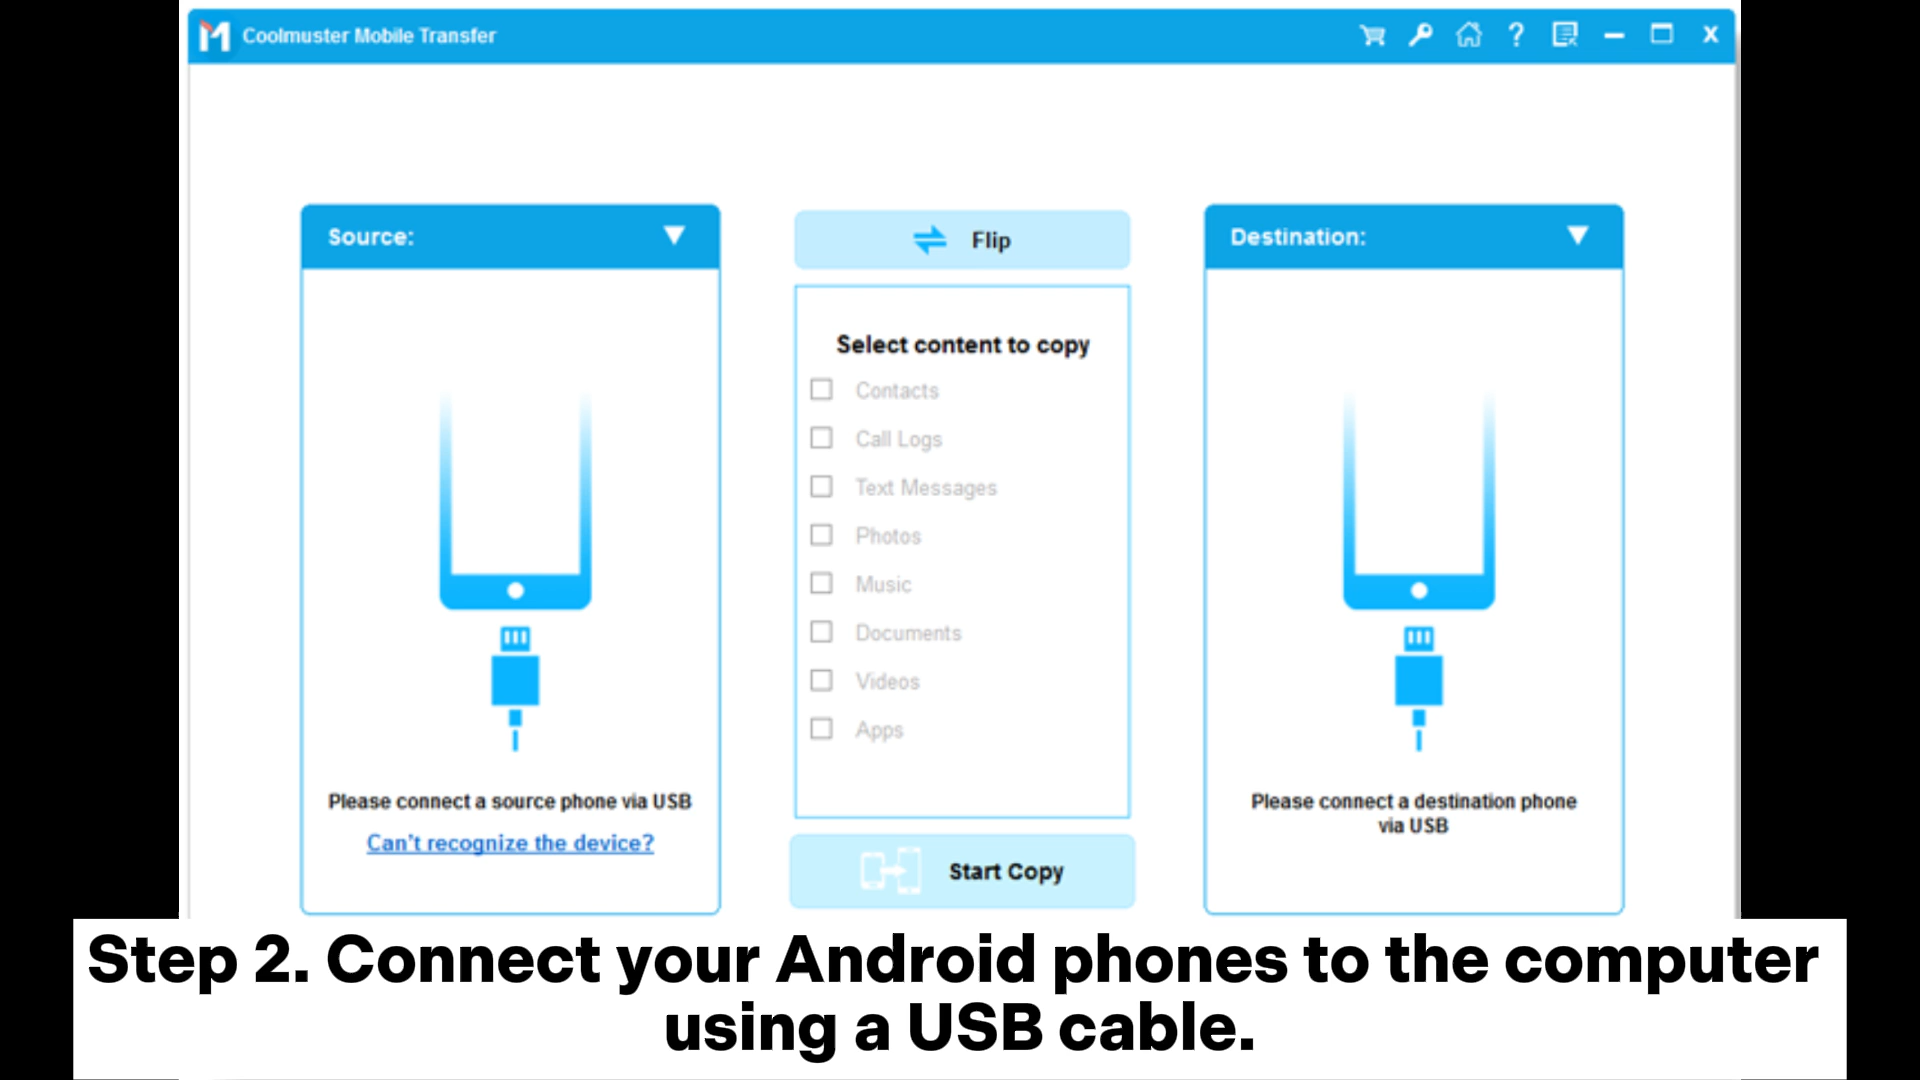 Coolmuster Mobile Transfer
Source:
Flip
Destination:
Select content to copy
Contacts
Call Logs
Text Messages
Photos
Music
Documents
Videos
Apps
Please connect a source phone via USB
Can't recognize the device?
Please connect a destination phone
via USB
Start Copy
Step 2. Connect your Android phones to the computer
using a USB cable.